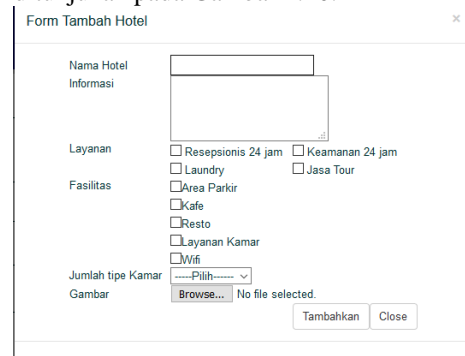 Form Tambah Hotel ×
Nama Hotel
Informasi
Layanan Resepsionis 24 jam Keamanan 24 jam
Laundry Jasa Tour
Fasilitas Area Parkir
Kafe
Resto
Layanan Kamar
Wifi
Jumlah tipe Kamar -----Pilih------
Gambar Browse... No file selected.
Tambahkan Close